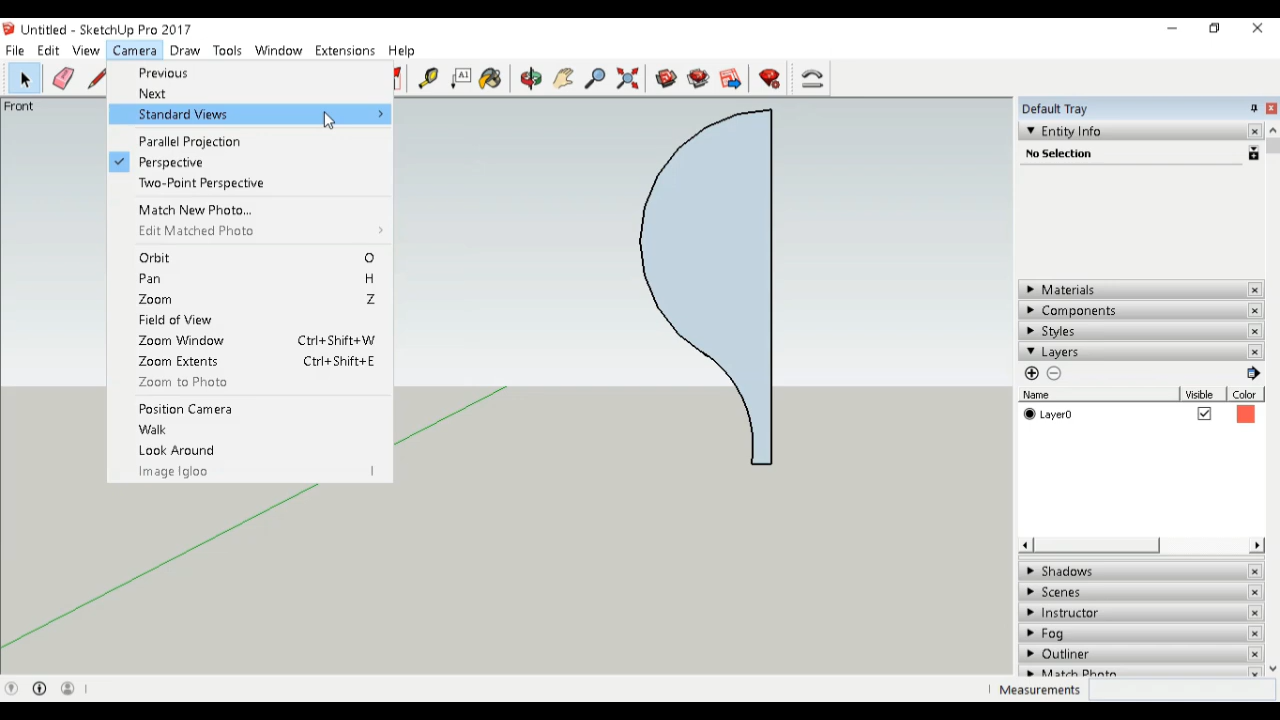 Untitled - SketchUp Pro 2017
File Edit View Camera Draw Tools Window Extensions Help
A1
Front
Previous
Next
Standard Views
Parallel Projection
Perspective
Two-Point Perspective
Match New Photo...
Edit Matched Photo
Orbit O
Pan H
Zoom Z
Field of View
Zoom Window Ctrl+Shift+W
Zoom Extents Ctrl+Shift+E
Zoom to Photo
Position Camera
Walk
Look Around
Image Igloo I
Default Tray
Entity Info
No Selection
Materials
Components
Styles
Layers
Name Visible Color
Layer0
Shadows
Scenes
Instructor
Fog
Outliner
Match Photo
Measurements